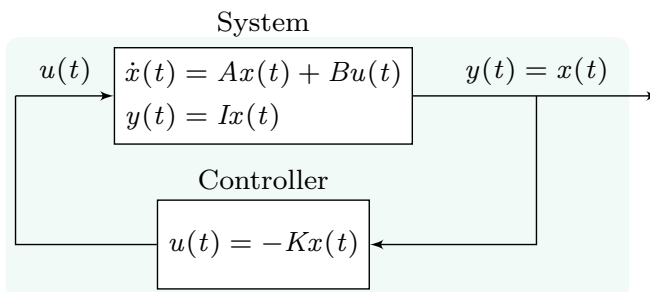 System
u(t)
ẋ(t) = Ax(t) + Bu(t)
y(t) = Ix(t)
y(t) = x(t)
Controller
u(t) = −Kx(t)